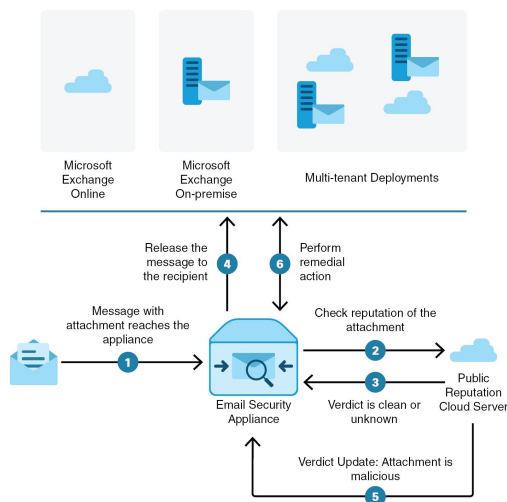 Microsoft
Exchange
Online
Microsoft
Exchange
On-premise
Multi-tenant Deployments
Release the
message to
the recipient
4
6
Perform
remedial
action
Message with
attachment reaches the
appliance
1
Check reputation of the
attachment
2
3
Verdict is clean or
unknown
Email Security
Appliance
Public
Reputation
Cloud Server
Verdict Update: Attachment is
malicious
5